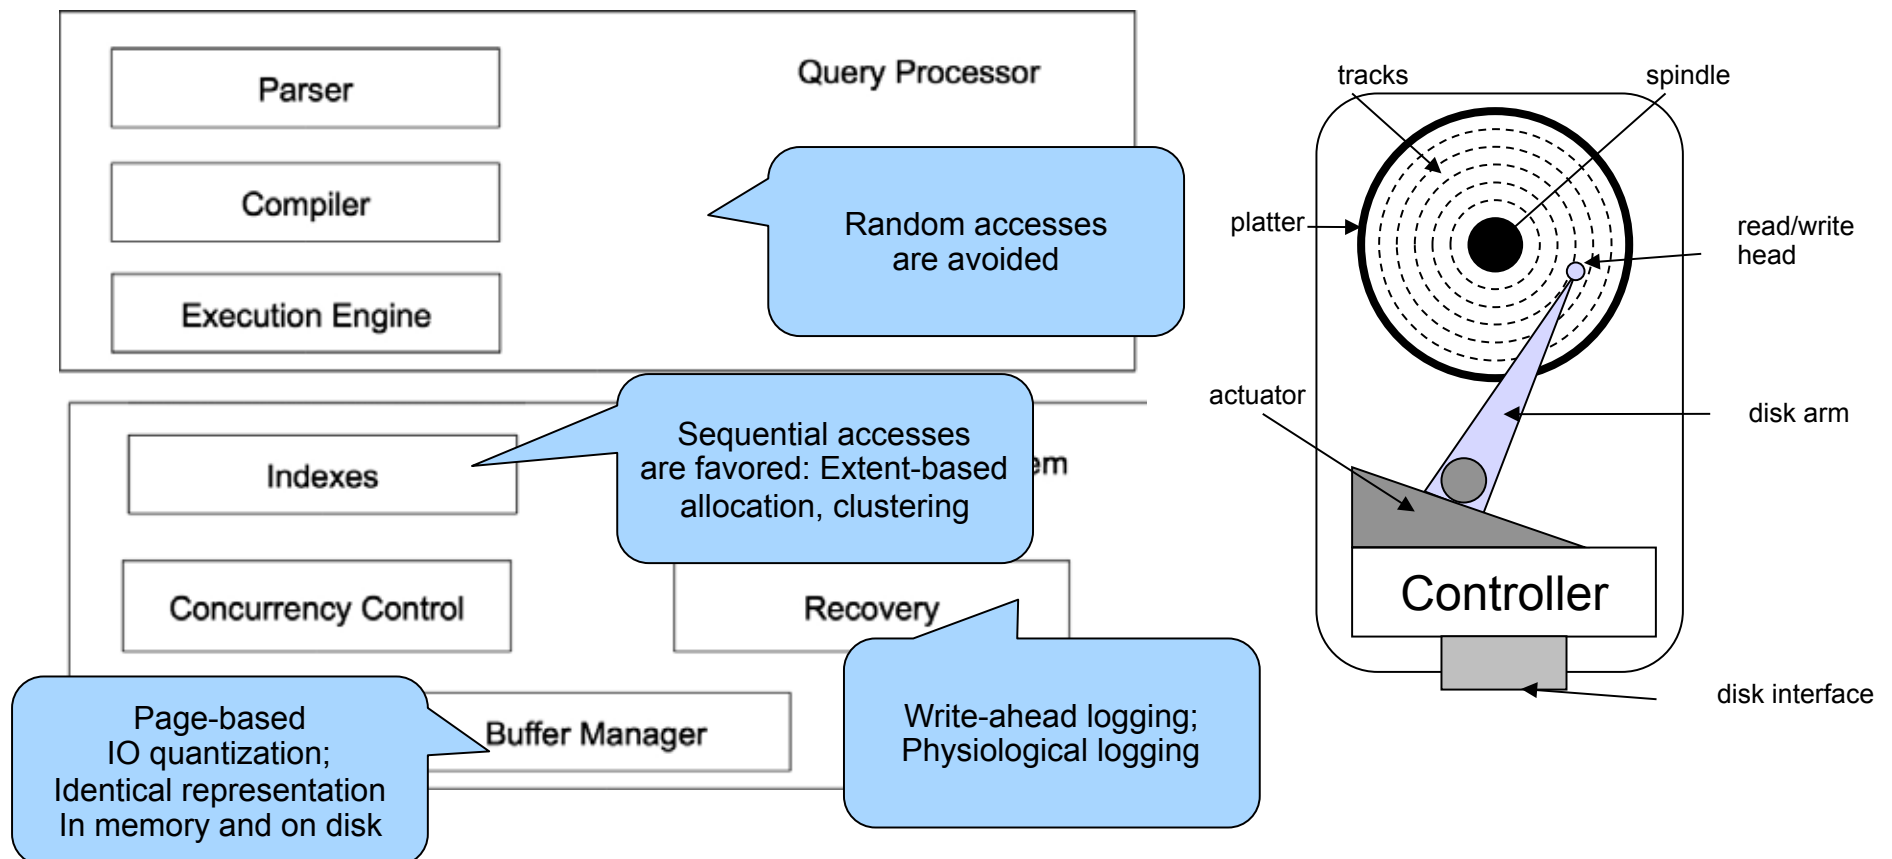 Query Processor
Parser
Compiler
Execution Engine
Random accesses
are avoided
Sequential accesses
are favored: Extent-based
allocation, clustering
em
Indexes
Concurrency Control
Recovery
Write-ahead logging;
Physiological logging
Buffer Manager
Page-based
IO quantization;
Identical representation
In memory and on disk
tracks
spindle
platter
read/write
head
actuator
disk arm
Controller
disk interface